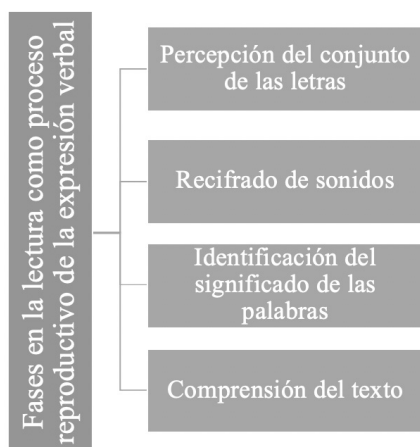 Fases en la lectura como proceso
reproductivo de la expresión verbal
Percepción del conjunto
de las letras
Recifrado de sonidos
Identificación del
significado de las
palabras
Comprensión del texto